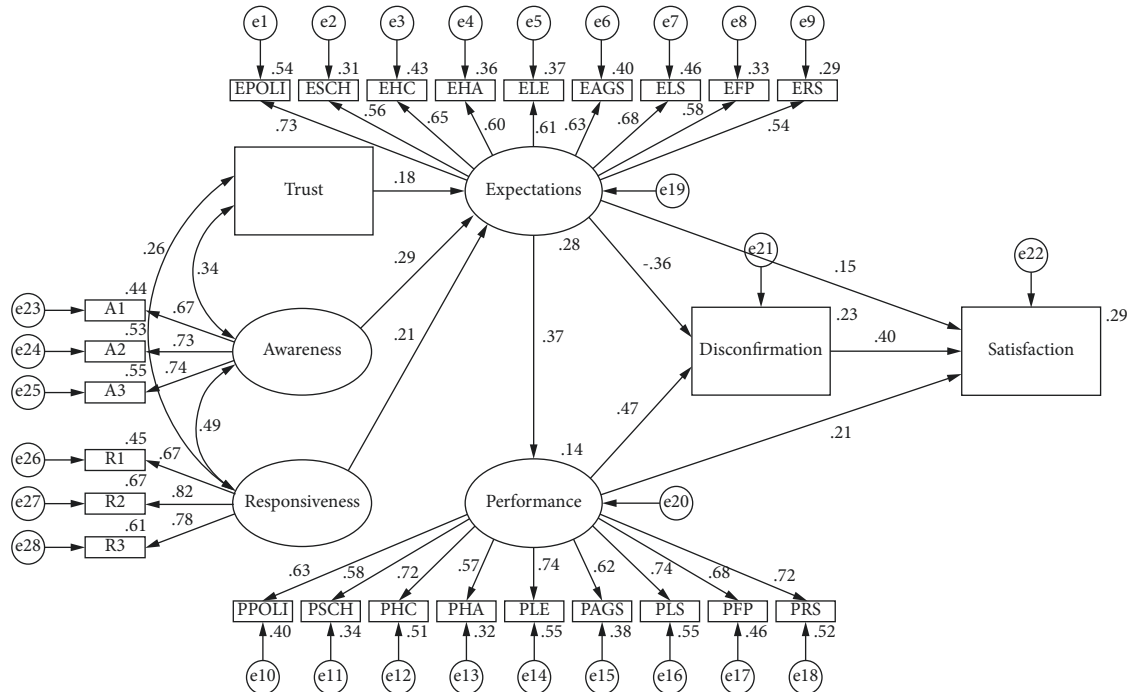 e1 e2 e3 e4 e5 e6 e7 e8 e9
.54 .31 .43 .36 .37 .40 .46 .33 .29
EPOLI ESCH EHC EHA ELE EAGS ELS EFP ERS
.73 .56 .65 .60 .61 .63 .68 .58 .54
Trust .18 Expectations e19
.28
.26 .34 .29 .21 .37 -.36 .15
e21 e22
.23 .29
Disconfirmation .40 Satisfaction
.44
e23 A1 .67
.53
e24 A2 .73 Awareness
.55
e25 A3 .74
.49 .47 .21
.45 .14
e26 R1 .67
.67
e27 R2 .82 Responsiveness Performance e20
.61
e28 R3 .78
.63 .58 .72 .57 .74 .62 .74 .68 .72
PPOLI PSCH PHC PHA PLE PAGS PLS PFP PRS
.40 .34 .51 .32 .55 .38 .55 .46 .52
e10 e11 e12 e13 e14 e15 e16 e17 e18